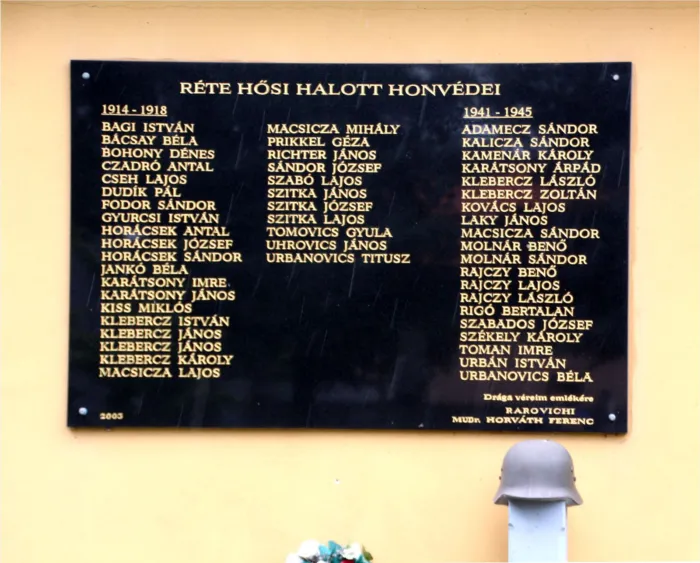 RÉTE HŐSI HALOTT HONVÉDEI
1914 - 1918
BAGI ISTVÁN
BÁCSAY BÉLA
BOHONY DÉNES
CZADRÓ ANTAL
CSEH LAJOS
DUDÍK PÁL
FODOR SÁNDOR
GYURCSI ISTVÁN
HORÁCSEK ANTAL
HORÁCSEK JÓZSEF
HORÁCSEK SÁNDOR
JANKÓ BÉLA
KARÁTSONY IMRE
KARÁTSONY JÁNOS
KISS MIKLÓS
KLEBERCZ ISTVÁN
KLEBERCZ JÁNOS
KLEBERCZ JÁNOS
KLEBERCZ KÁROLY
MACSICZA LAJOS
MACSICZA MIHÁLY
PRIKKEL GÉZA
RICHTER JÁNOS
SÁNDOR JÓZSEF
SZABÓ LAJOS
SZITKA JÁNOS
SZITKA JÓZSEF
SZITKA LAJOS
TOMOVICS GYULA
UHROVICS JÁNOS
URBANOVICS TITUSZ
1941 - 1945
ADAMECZ SÁNDOR
KALICZA SÁNDOR
KAMENÁR KÁROLY
KARÁTSONY ÁRPÁD
KLEBERCZ LÁSZLÓ
KLEBERCZ ZOLTÁN
KOVÁCS LAJOS
LAKY JÁNOS
MACSICZA SÁNDOR
MOLNÁR BENŐ
MOLNÁR SÁNDOR
RAJCZY BENŐ
RAJCZY LAJOS
RAJCZY LÁSZLÓ
RIGÓ BERTALAN
SZABADOS JÓZSEF
SZÉKELY KÁROLY
TOMAN IMRE
URBÁN ISTVÁN
URBANOVICS BÉLA
Drága véreim emlékére
RAROVICHI
MUDr. HORVÁTH FERENC
2003